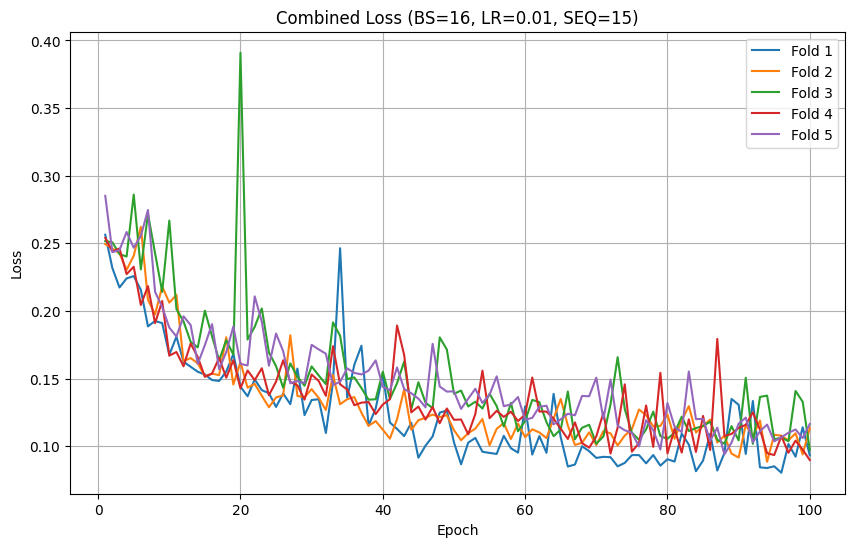 Combined Loss (BS=16, LR=0.01, SEQ=15)
Loss
0.40
0.35
0.30
0.25
0.20
0.15
0.10
Fold 1
Fold 2
Fold 3
Fold 4
Fold 5
0
20
40
60
80
100
Epoch